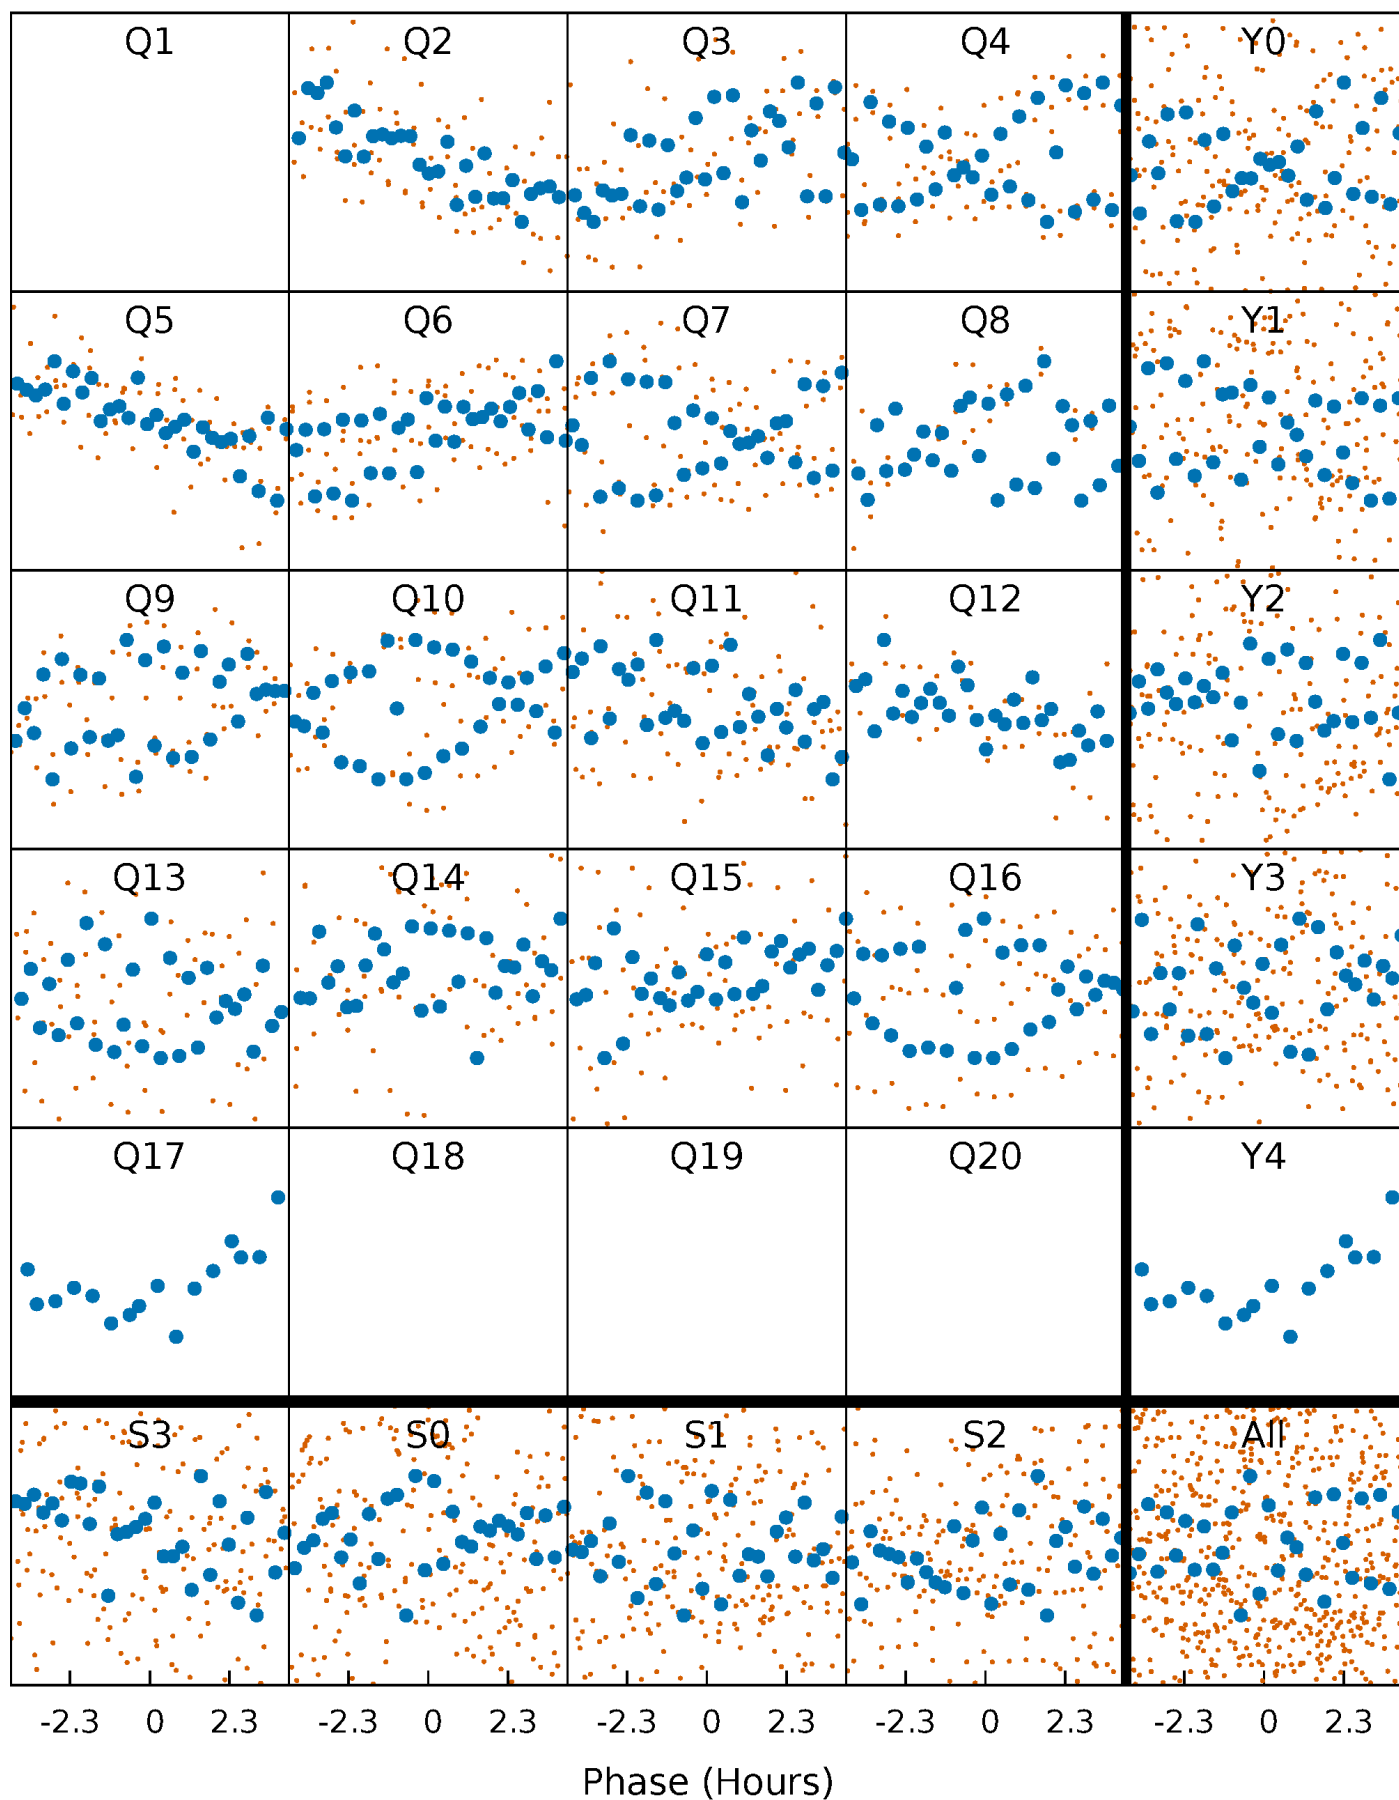 Q1 Q2 Q3 Q4 Y0
Q5 Q6 Q7 Q8 Y1
Q9 Q10 Q11 Q12 Y2
Q13 Q14 Q15 Q16 Y3
Q17 Q18 Q19 Q20 Y4
S3 S0 S1 S2 All
-2.3 0 2.3 -2.3 0 2.3 -2.3 0 2.3 -2.3 0 2.3 -2.3 0 2.3
Phase (Hours)